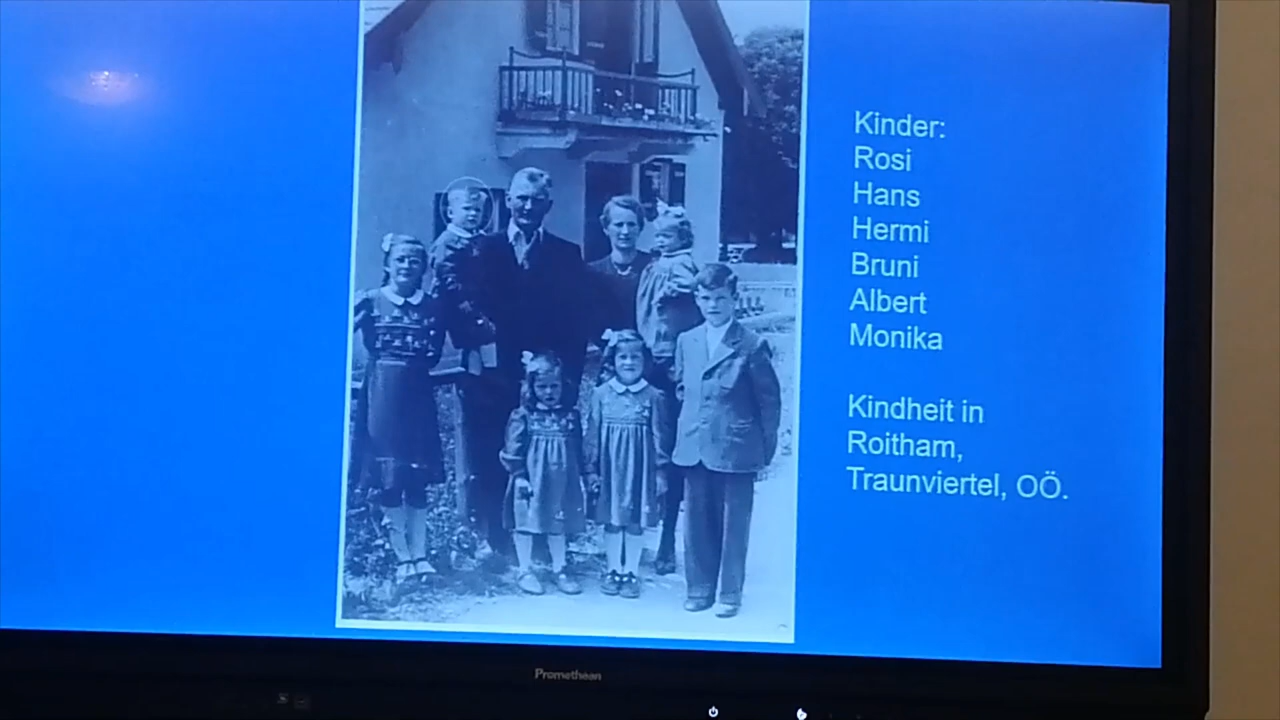 Kinder:
Rosi
Hans
Hermi
Bruni
Albert
Monika
Kindheit in
Roitham,
Traunviertel, OÖ.
Promethean